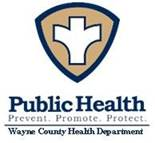 Public Health
Prevent. Promote. Protect.
Wayne County Health Department